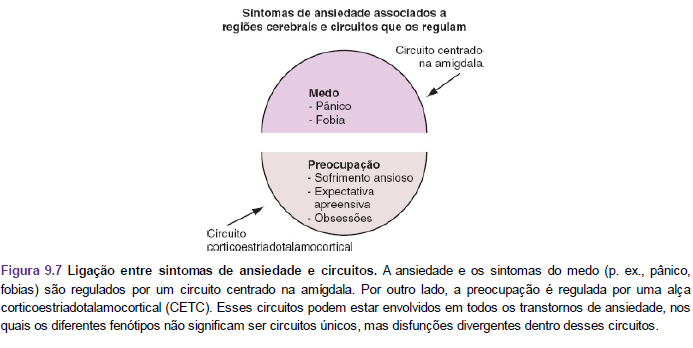 Sintomas de ansiedade associados a
regiões cerebrais e circuitos que os regulam
Circuito centrado
na amígdala.
Medo
- Pânico
- Fobia
Preocupação
- Sofrimento ansioso
- Expectativa
apreensiva
- Obsessões
Circuito
corticoestriadotalamocortical
Figura 9.7 Ligação entre sintomas de ansiedade e circuitos. A ansiedade e os sintomas do medo (p. ex., pânico,
fobias) são regulados por um circuito centrado na amígdala. Por outro lado, a preocupação é regulada por uma alça
corticoestriadotalamocortical (CETC). Esses circuitos podem estar envolvidos em todos os transtornos de ansiedade, nos
quais os diferentes fenótipos não significam ser circuitos únicos, mas disfunções divergentes dentro desses circuitos.